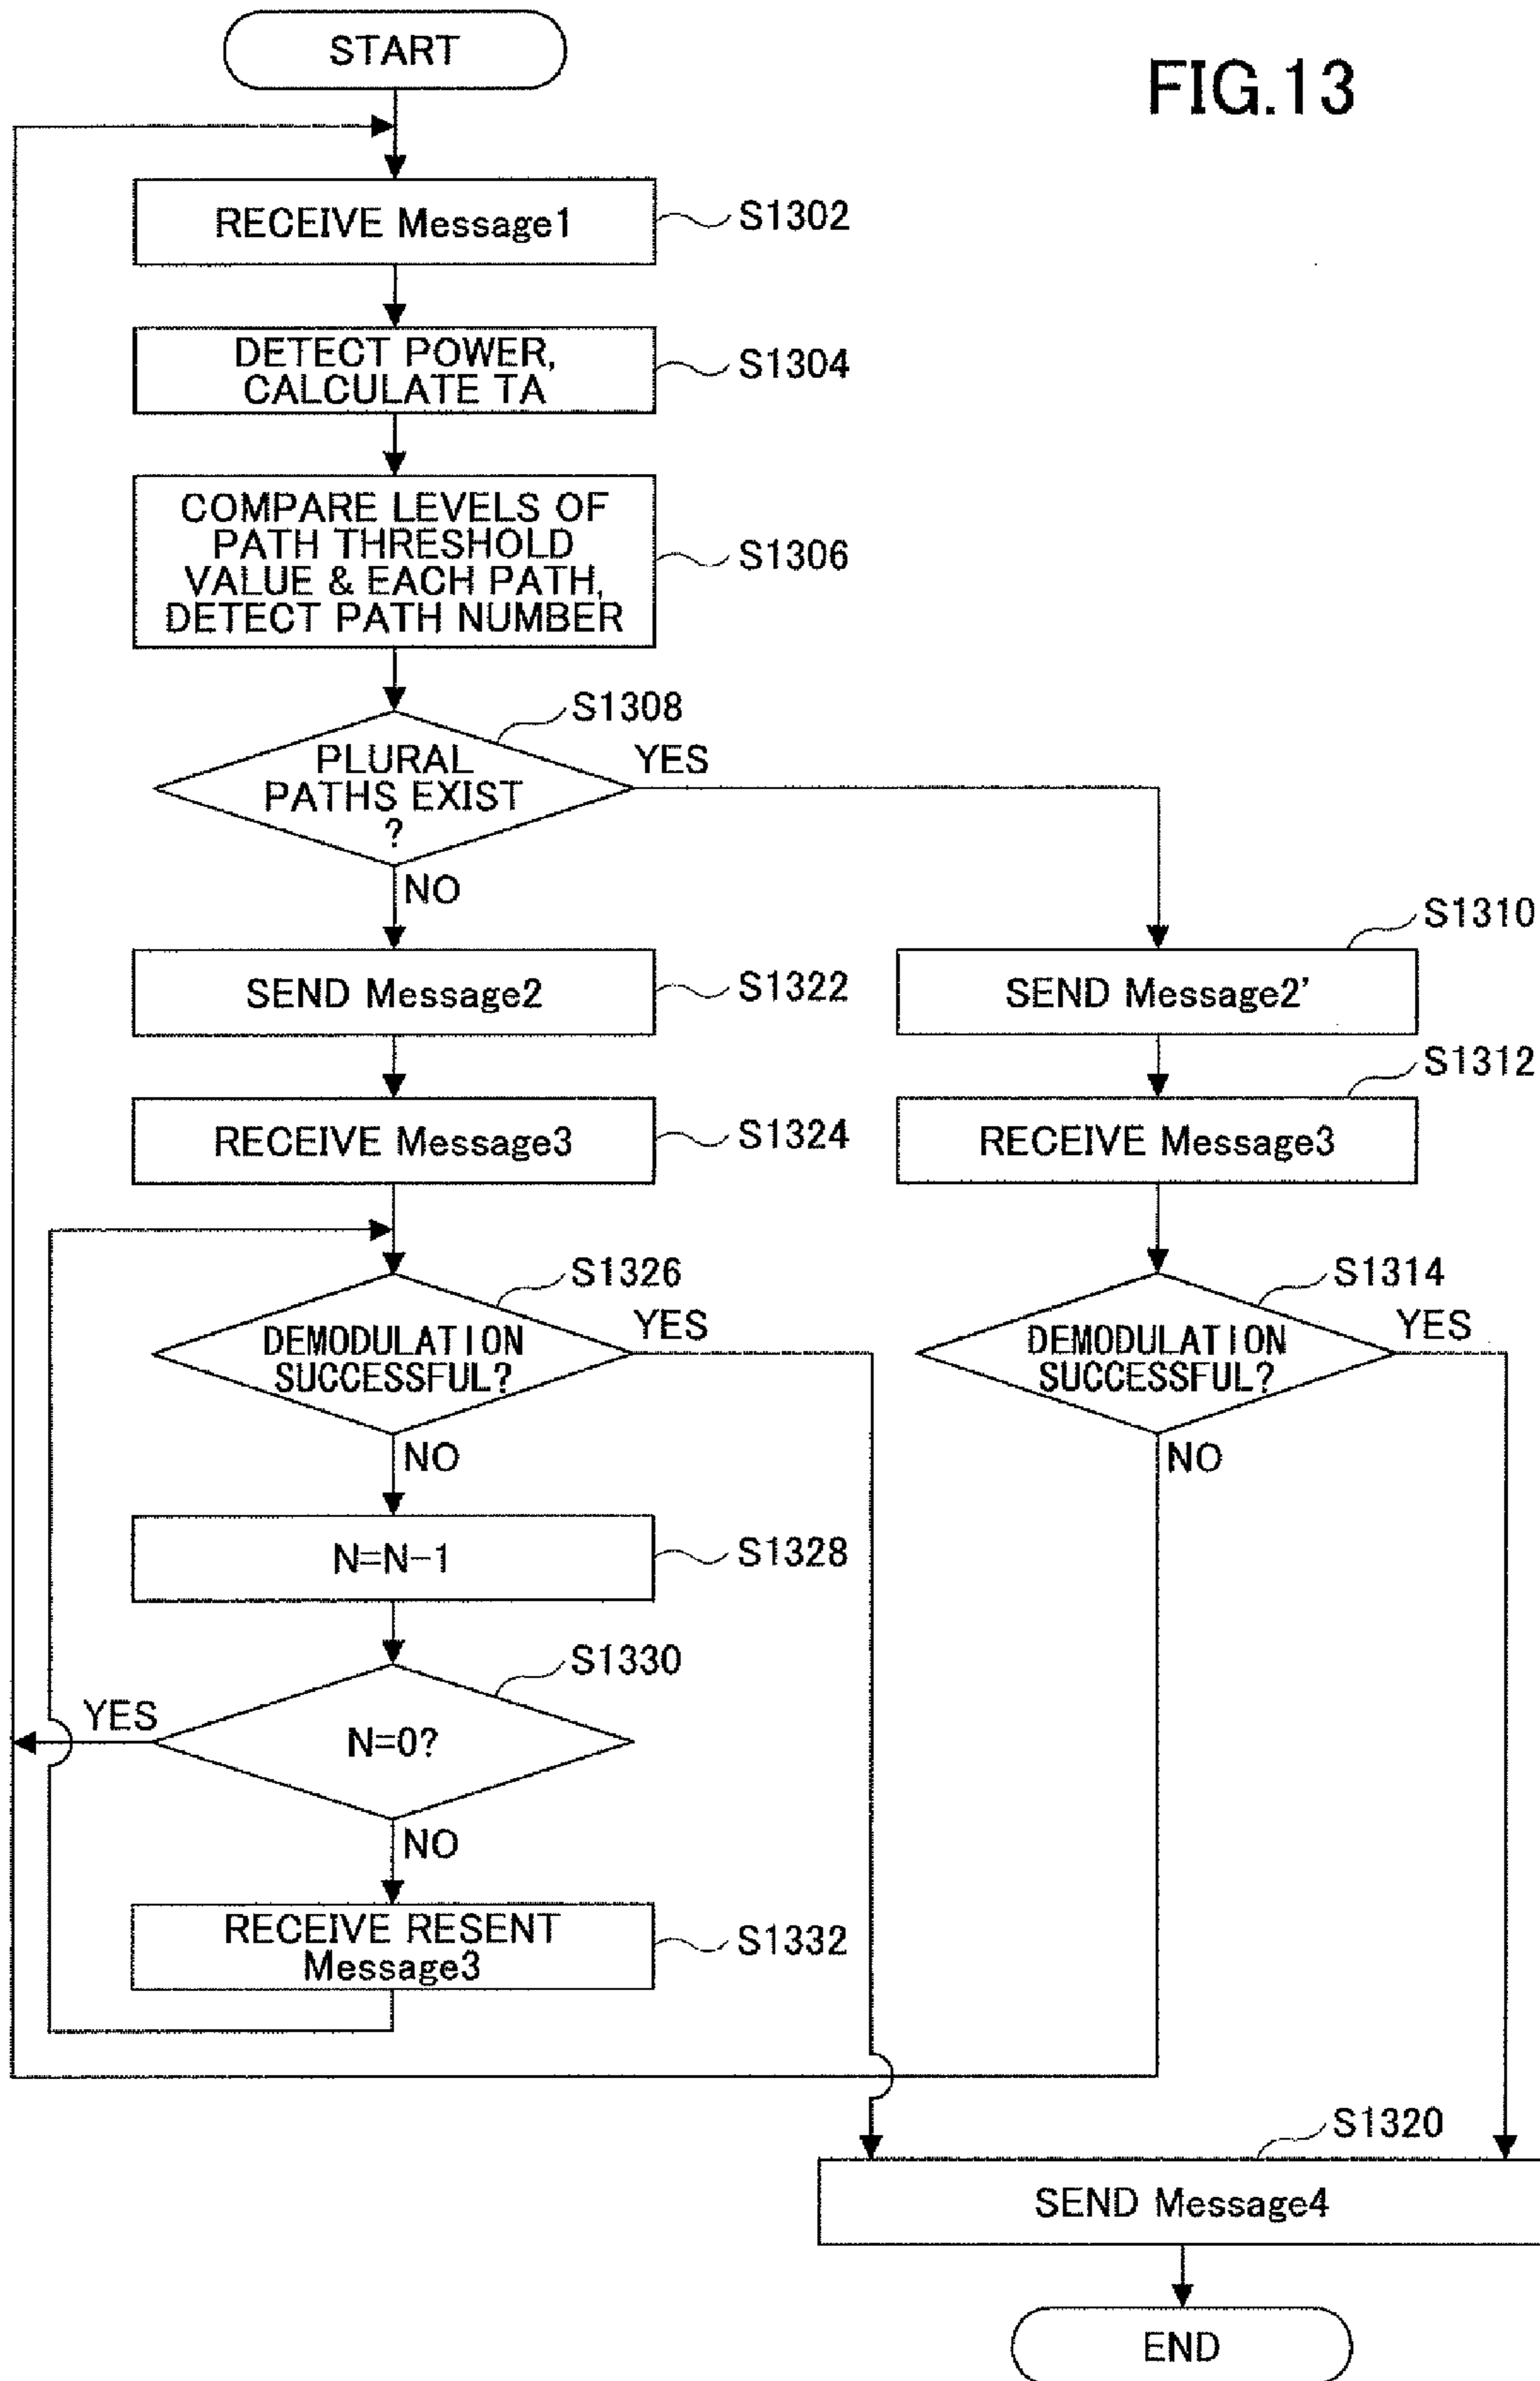 START
FIG.13
RECEIVE Message1
S1302
DETECT POWER,
CALCULATE TA
S1304
COMPARE LEVELS OF
PATH THRESHOLD
VALUE & EACH PATH,
DETECT PATH NUMBER
S1306
S1308
PLURAL
PATHS EXIST
?
YES
NO
S1310
SEND Message2
S1322
SEND Message2'
S1312
RECEIVE Message3
S1324
RECEIVE Message3
S1326
DEMODULATION
SUCCESSFUL?
YES
NO
S1314
DEMODULATION
SUCCESSFUL?
YES
NO
N=N-1
S1328
S1330
N=0?
YES
NO
RECEIVE RESENT
Message3
S1332
S1320
SEND Message4
END